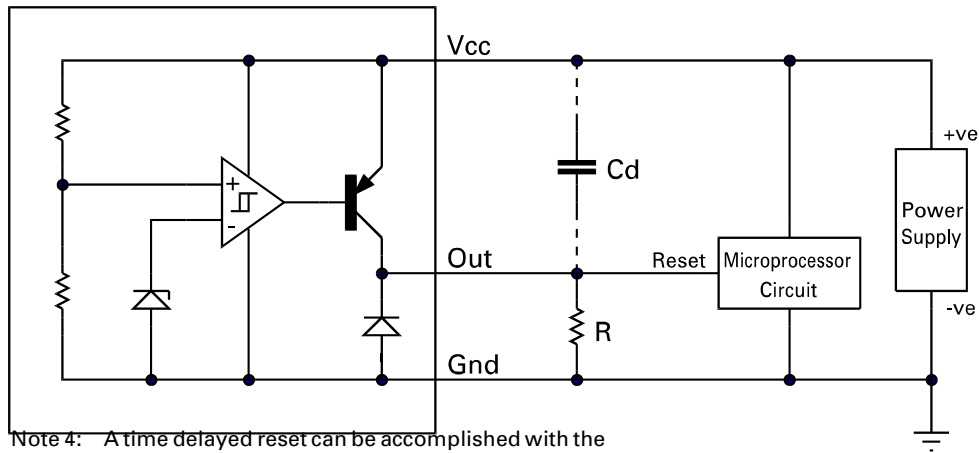 Vcc
+
-
Cd
+ve
Power
Supply
-ve
Out
Reset
Microprocessor
Circuit
R
Gnd
Note 4: A time delayed reset can be accomplished with the